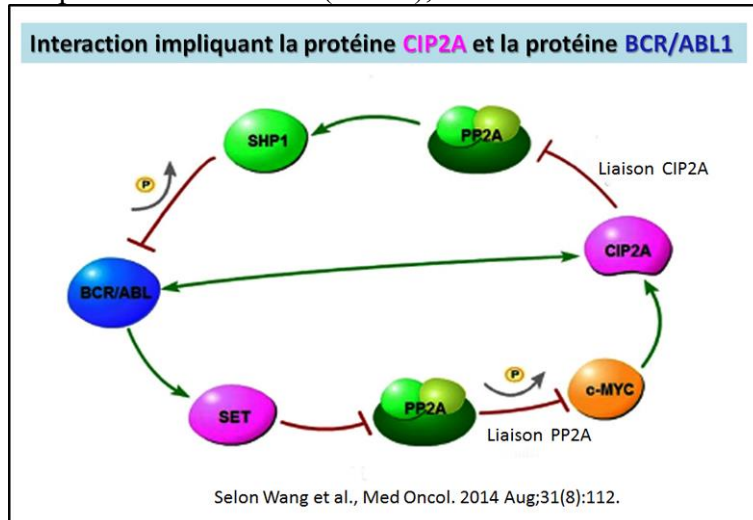 Interaction impliquant la protéine CIP2A et la protéine BCR/ABL1
SHP1
PP2A
Liaison CIP2A
P
CIP2A
BCR/ABL
P
SET
PP2A
c-MYC
Liaison PP2A
Selon Wang et al., Med Oncol. 2014 Aug;31(8):112.